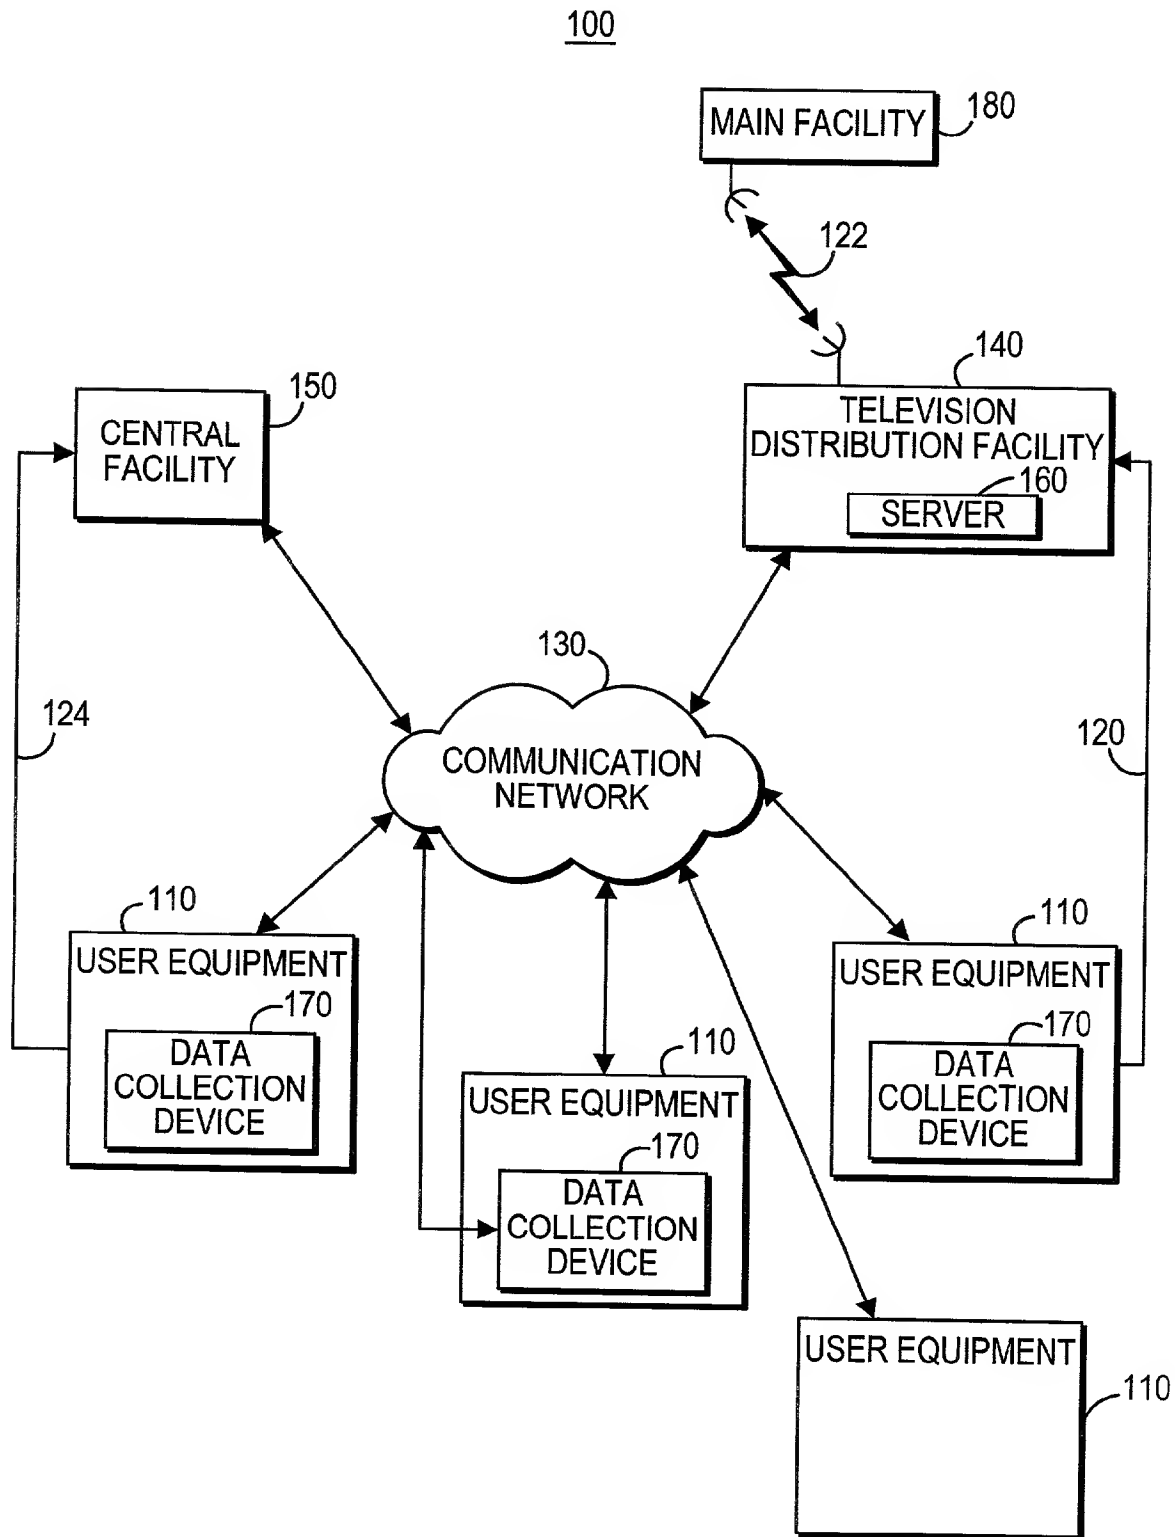 100
MAIN FACILITY
180
122
140
TELEVISION
DISTRIBUTION FACILITY
160
SERVER
150
CENTRAL
FACILITY
130
COMMUNICATION
NETWORK
124
120
110
USER EQUIPMENT
170
DATA
COLLECTION
DEVICE
110
USER EQUIPMENT
170
DATA
COLLECTION
DEVICE
110
USER EQUIPMENT
170
DATA
COLLECTION
DEVICE
USER EQUIPMENT
110